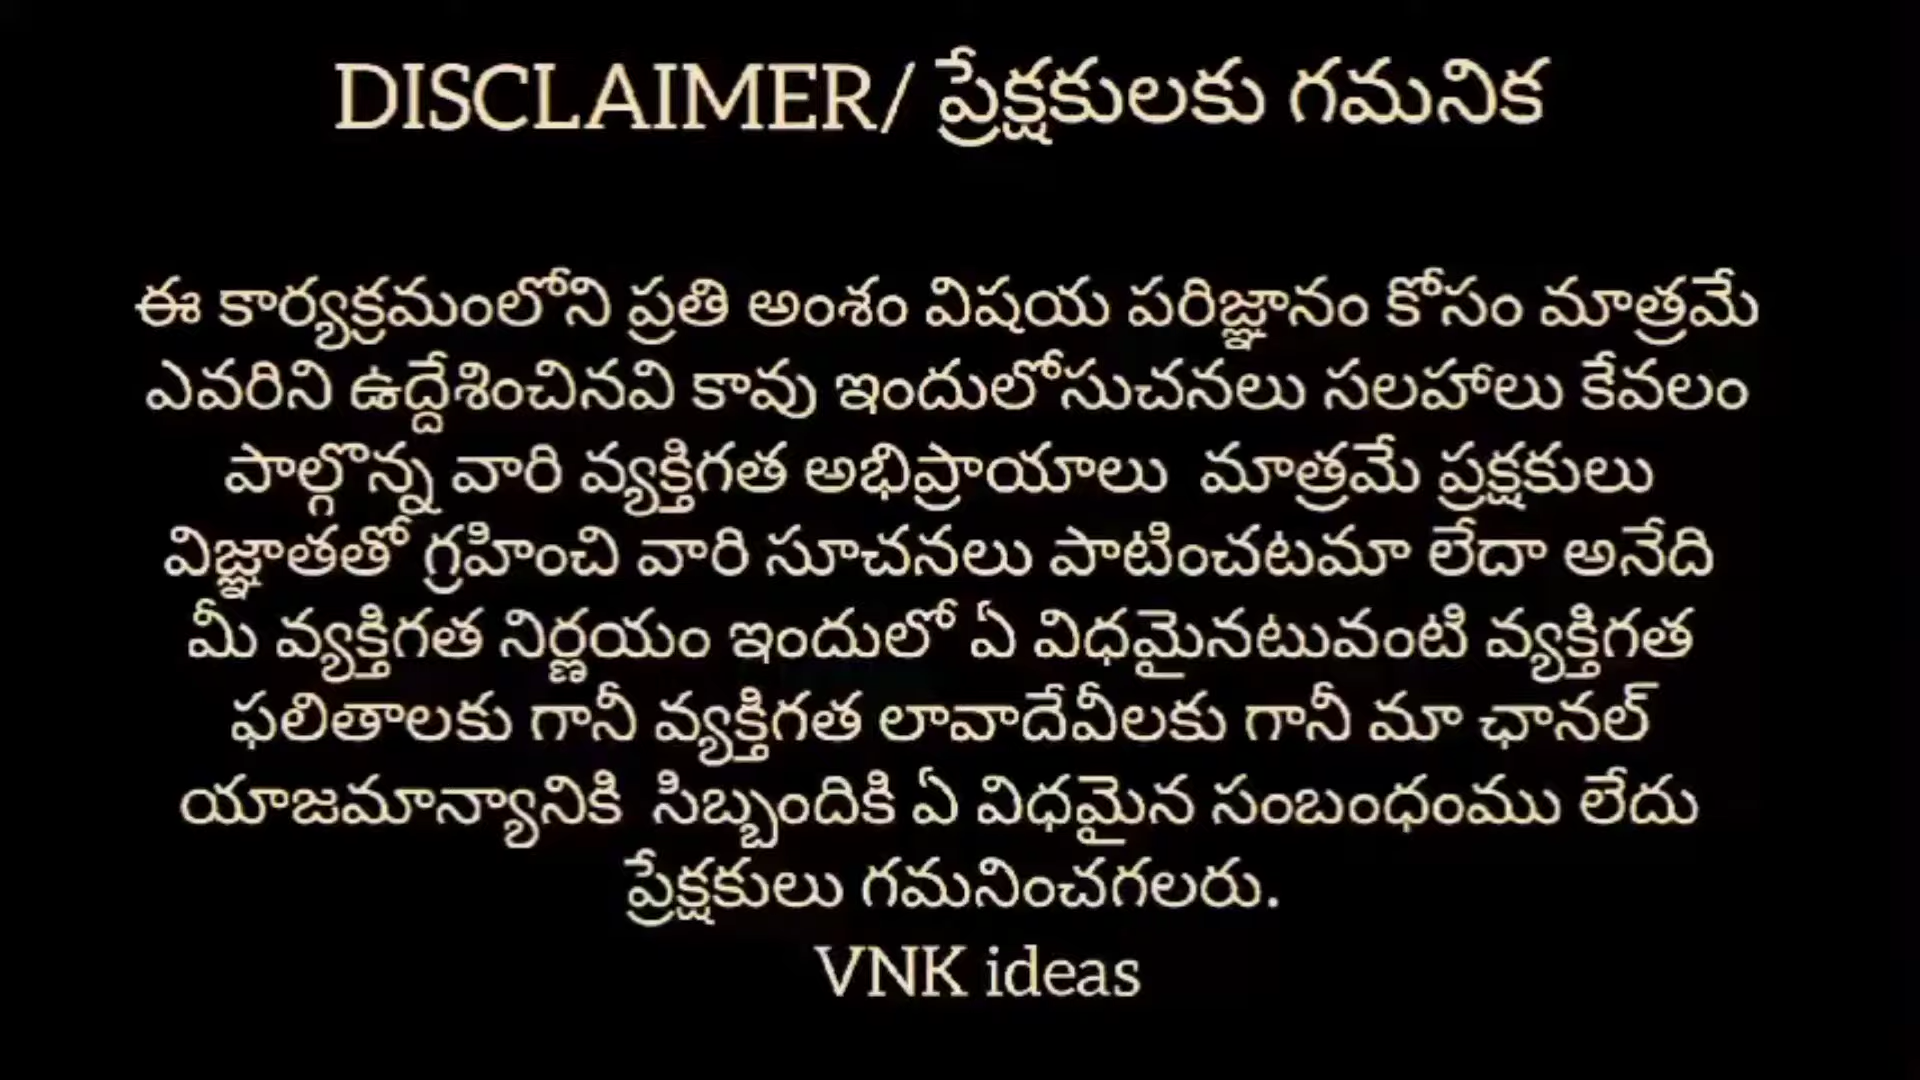 DISCLAIMER/ ప్రేక్షకులకు గమనిక
ఈ కార్యక్రమంలోని ప్రతి అంశం విషయ పరిజ్ఞానం కోసం మాత్రమే
ఎవరిని ఉద్దేశించినవి కావు ఇందులోసుచనలు సలహాలు కేవలం
పాల్గొన్న వారి వ్యక్తిగత అభిప్రాయాలు మాత్రమే ప్రక్షకులు
విజ్ఞాతతో గ్రహించి వారి సూచనలు పాటించటమా లేదా అనేది
మీ వ్యక్తిగత నిర్ణయం ఇందులో ఏ విధమైనటువంటి వ్యక్తిగత
ఫలితాలకు గానీ వ్యక్తిగత లావాదేవీలకు గానీ మా ఛానల్
యాజమాన్యానికి సిబ్బందికి ఏ విధమైన సంబంధంము లేదు
ప్రేక్షకులు గమనించగలరు.
VNK ideas